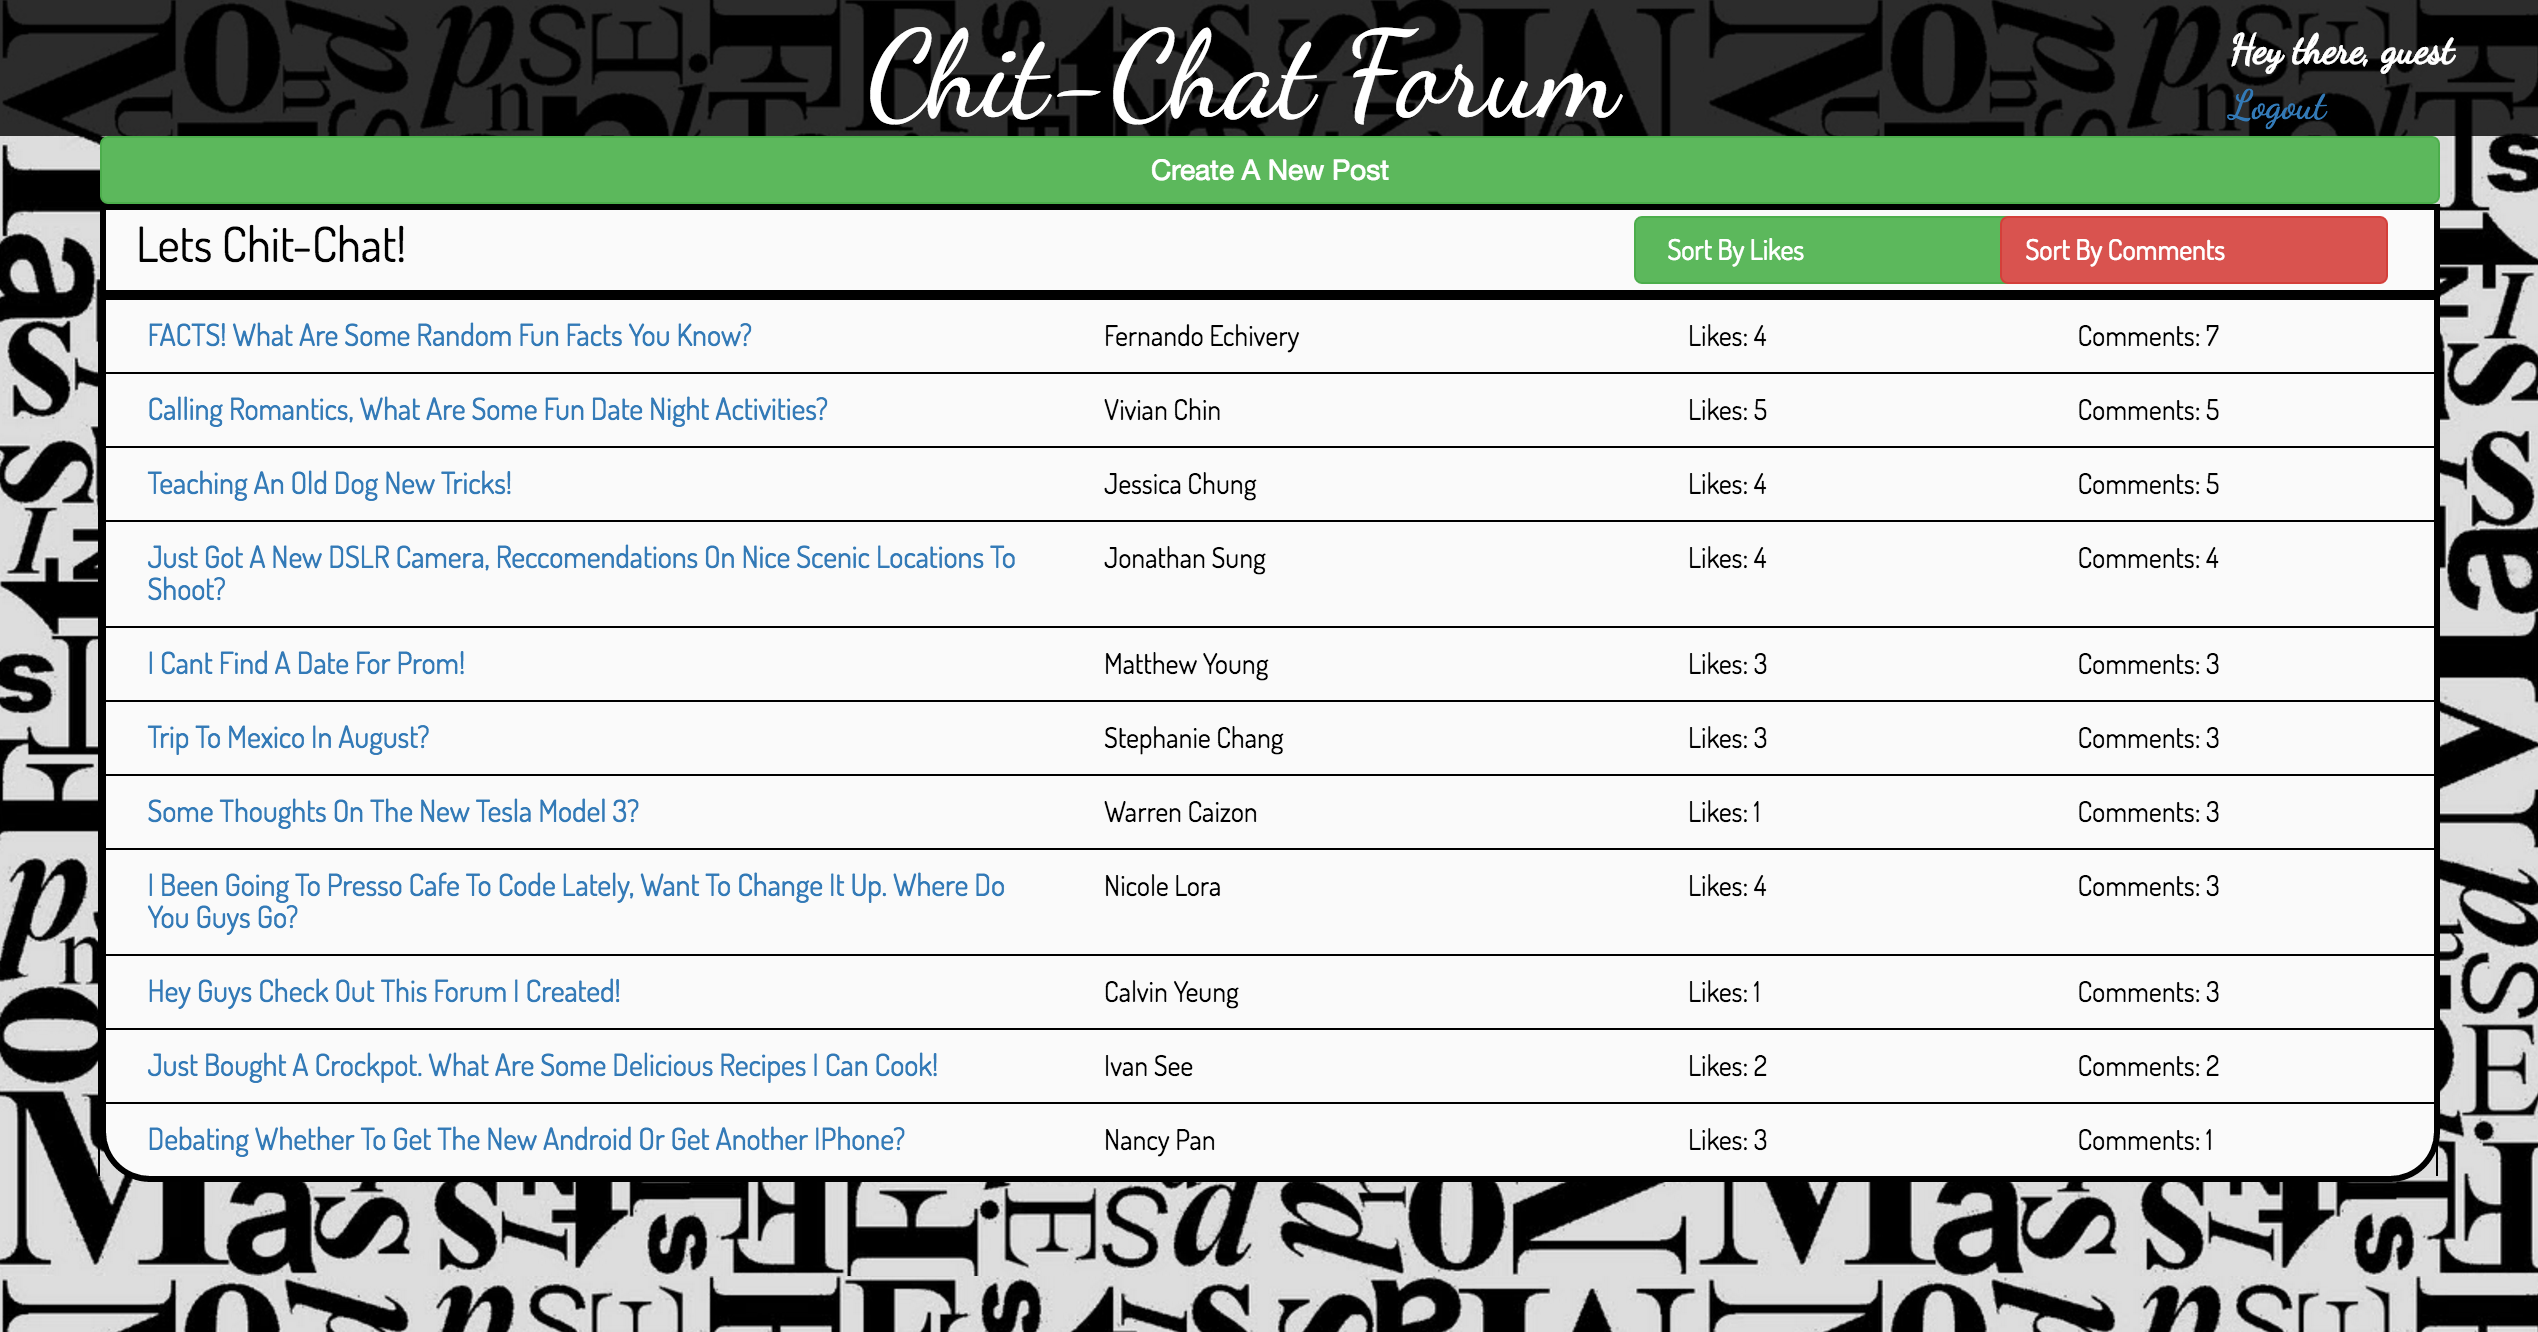 Chit-Chat Forum
Hey there, guest
Logout
Create A New Post
Lets Chit-Chat!
Sort By Likes
Sort By Comments
FACTS! What Are Some Random Fun Facts You Know? Fernando Echivery Likes: 4 Comments: 7
Calling Romantics, What Are Some Fun Date Night Activities? Vivian Chin Likes: 5 Comments: 5
Teaching An Old Dog New Tricks! Jessica Chung Likes: 4 Comments: 5
Just Got A New DSLR Camera, Reccomendations On Nice Scenic Locations To Jonathan Sung Likes: 4 Comments: 4
Shoot?
I Cant Find A Date For Prom! Matthew Young Likes: 3 Comments: 3
Trip To Mexico In August? Stephanie Chang Likes: 3 Comments: 3
Some Thoughts On The New Tesla Model 3? Warren Caizon Likes: 1 Comments: 3
I Been Going To Presso Cafe To Code Lately, Want To Change It Up. Where Do Nicole Lora Likes: 4 Comments: 3
You Guys Go?
Hey Guys Check Out This Forum I Created! Calvin Yeung Likes: 1 Comments: 3
Just Bought A Crockpot. What Are Some Delicious Recipes I Can Cook! Ivan See Likes: 2 Comments: 2
Debating Whether To Get The New Android Or Get Another IPhone? Nancy Pan Likes: 3 Comments: 1